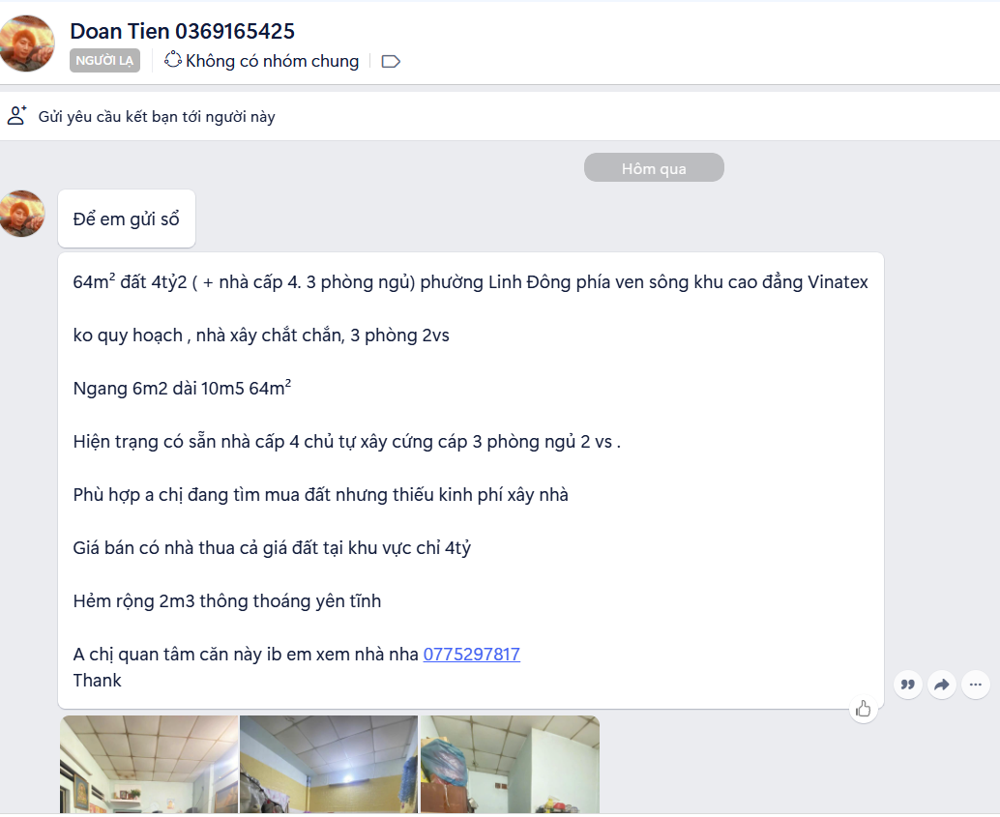 Doan Tien 0369165425
NGƯỜI LẠ
Không có nhóm chung
Gửi yêu cầu kết bạn tới người này
Hôm qua
Để em gửi sổ
64m² đất 4tỷ2 ( + nhà cấp 4. 3 phòng ngủ) phường Linh Đông phía ven sông khu cao đẳng Vinatex
ko quy hoạch , nhà xây chắt chắn, 3 phòng 2vs
Ngang 6m2 dài 10m5 64m²
Hiện trạng có sẵn nhà cấp 4 chủ tự xây cứng cáp 3 phòng ngủ 2 vs .
Phù hợp a chị đang tìm mua đất nhưng thiếu kinh phí xây nhà
Giá bán có nhà thua cả giá đất tại khu vực chỉ 4tỷ
Hẻm rộng 2m3 thông thoáng yên tĩnh
A chị quan tâm căn này ib em xem nhà nha 0775297817
Thank